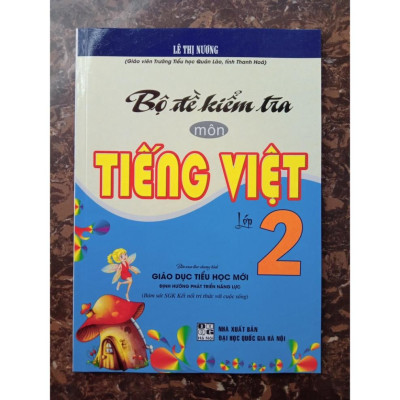 LÊ THỊ NƯƠNG
(Giáo viên Trường Tiểu học Quán Lào, tỉnh Thanh Hoá)
Bộ đề kiểm tra
môn
TIẾNG VIỆT
Lớp 2
GIÁO DỤC TIỂU HỌC MỚI
ĐỊNH HƯỚNG PHÁT TRIỂN NĂNG LỰC
(Bám sát SGK Kết nối tri thức với cuộc sống)
NHÀ XUẤT BẢN
ĐẠI HỌC QUỐC GIA HÀ NỘI